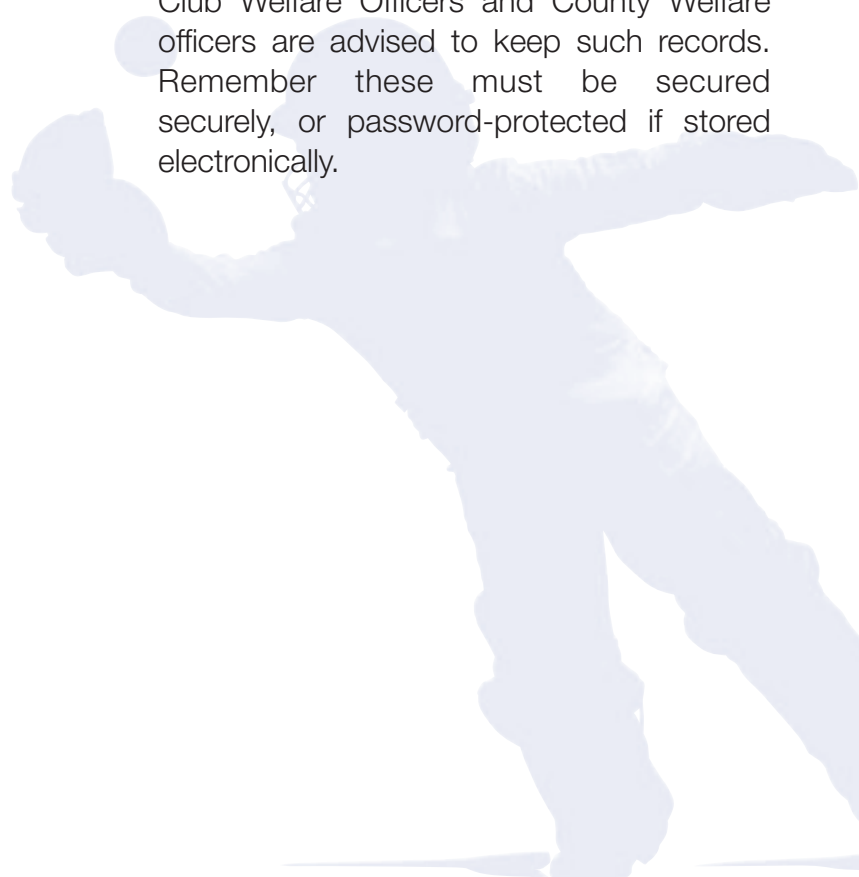 Club Welfare Officers and County Welfare
officers are advised to keep such records.
Remember these must be secured
securely, or password-protected if stored
electronically.